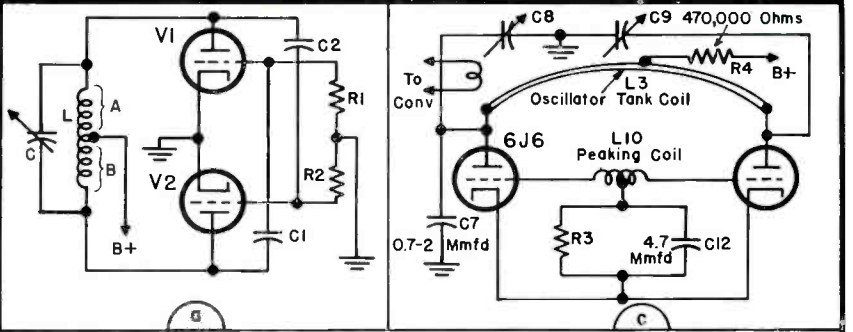 V1
C2
C
L
A
B
R1
R2
V2
C1
B+
C8
C9
470,000 Ohms
R4
B+
To
Conv
L3
Oscillator Tank Coil
6J6
L10
Peaking Coil
C7
0.7-2 Mmfd
R3
4.7
Mmfd
C12
C